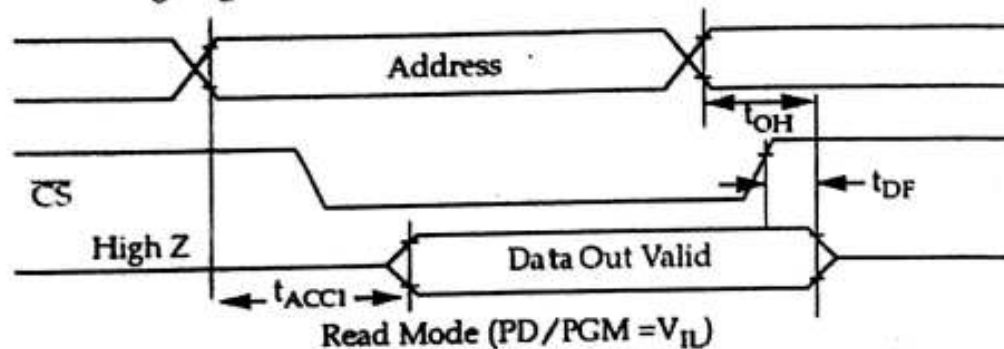 Address
tOH
CS
tDF
High Z
Data Out Valid
tACC1
Read Mode (PD/PGM = VIL)